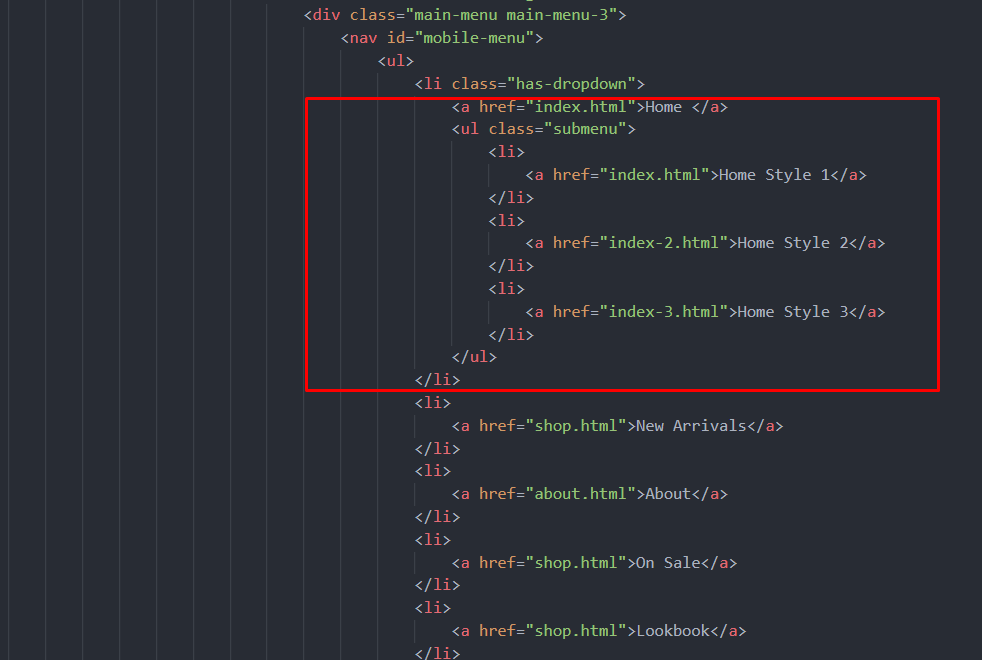 <div class="main-menu main-menu-3">
<nav id="mobile-menu">
<ul>
<li class="has-dropdown">
<a href="index.html">Home </a>
<ul class="submenu">
<li>
<a href="index.html">Home Style 1</a>
</li>
<li>
<a href="index-2.html">Home Style 2</a>
</li>
<li>
<a href="index-3.html">Home Style 3</a>
</li>
</ul>
</li>
<li>
<a href="shop.html">New Arrivals</a>
</li>
<li>
<a href="about.html">About</a>
</li>
<li>
<a href="shop.html">On Sale</a>
</li>
<li>
<a href="shop.html">Lookbook</a>
</li>